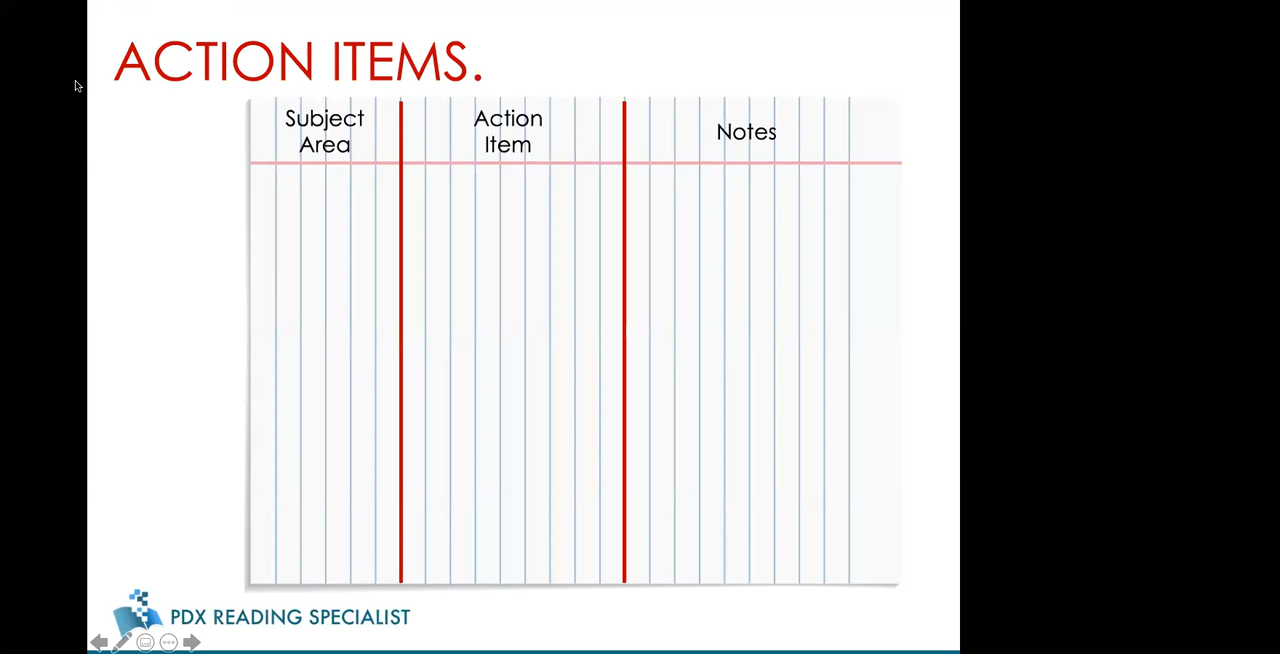 ACTION ITEMS.
Subject
Area
Action
Item
Notes
PDX READING SPECIALIST